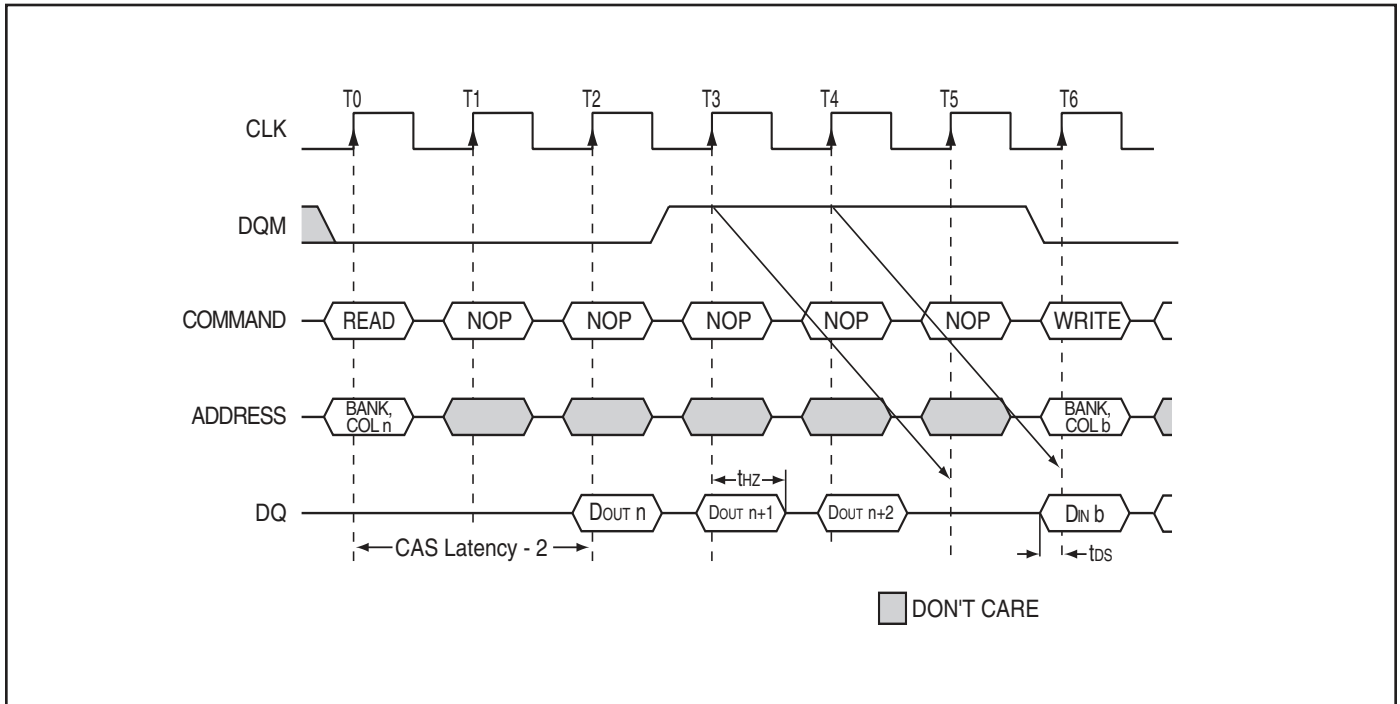 T0 T1 T2 T3 T4 T5 T6
CLK
DQM
COMMAND READ NOP NOP NOP NOP NOP WRITE
ADDRESS BANK, COL n BANK, COL b
tHZ
DQ DOUT n DOUT n+1 DOUT n+2 DIN b
CAS Latency - 2 tDS
DON'T CARE